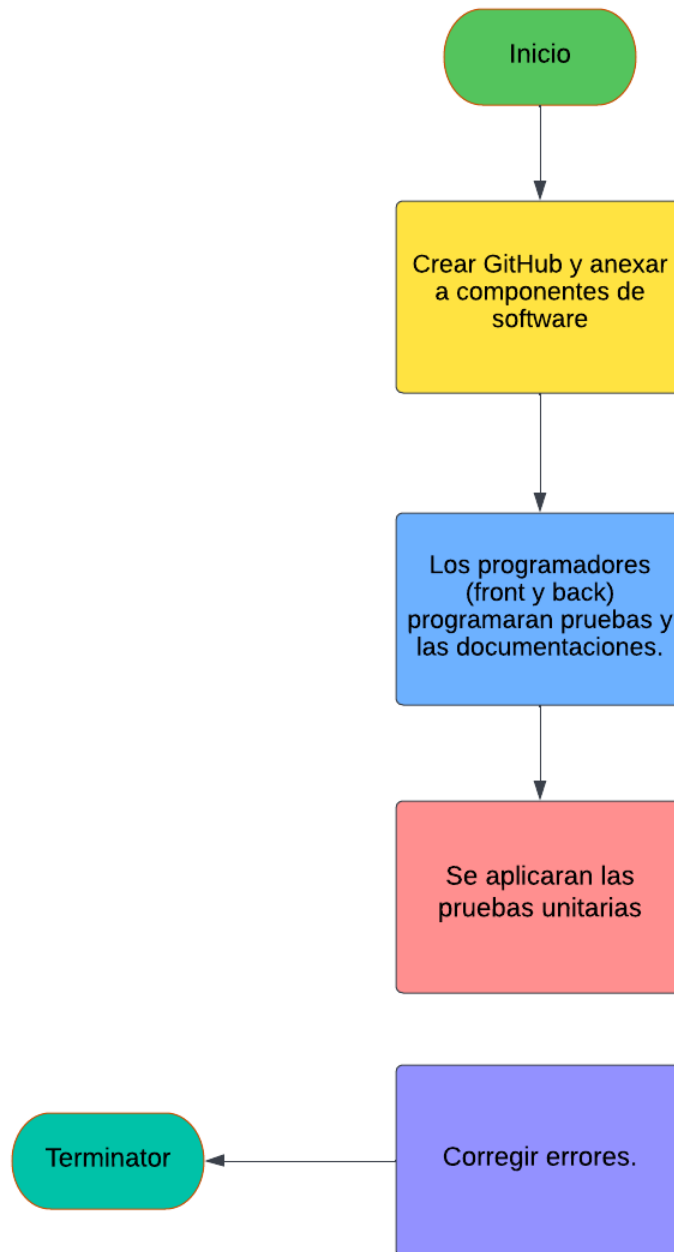 Inicio
Crear GitHub y anexar
a componentes de
software
Los programadores
(front y back)
programaran pruebas y
las documentaciones.
Se aplicaran las
pruebas unitarias
Terminator
Corregir errores.